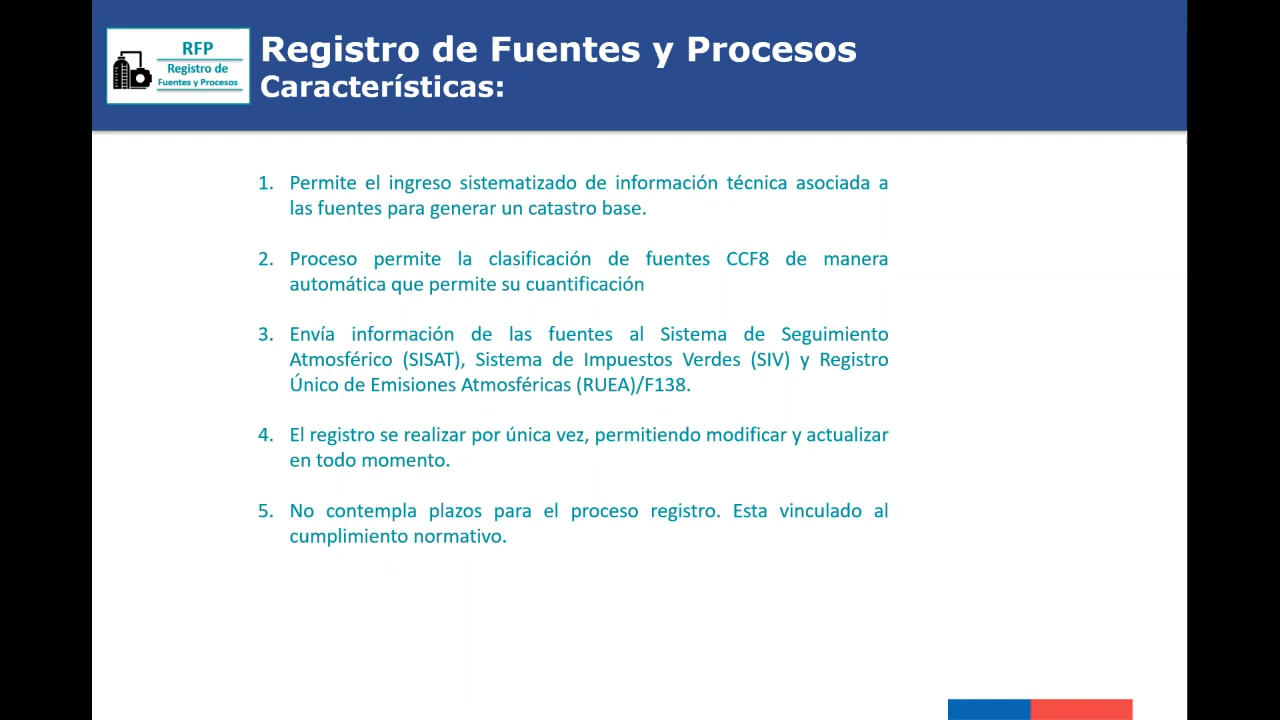 RFP
Registro de
Fuentes y Procesos
Registro de Fuentes y Procesos
Características:
1. Permite el ingreso sistematizado de información técnica asociada a
las fuentes para generar un catastro base.
2. Proceso permite la clasificación de fuentes CCF8 de manera
automática que permite su cuantificación
3. Envía información de las fuentes al Sistema de Seguimiento
Atmosférico (SISAT), Sistema de Impuestos Verdes (SIV) y Registro
Único de Emisiones Atmosféricas (RUEA)/F138.
4. El registro se realizar por única vez, permitiendo modificar y actualizar
en todo momento.
5. No contempla plazos para el proceso registro. Esta vinculado al
cumplimiento normativo.